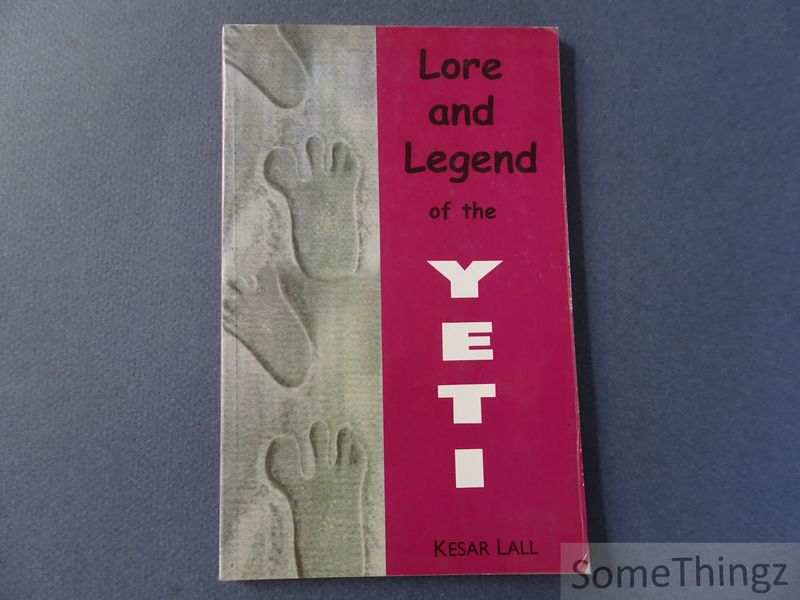 Lore
and
Legend
of the
YETI
KESAR LALL
SomeThingz